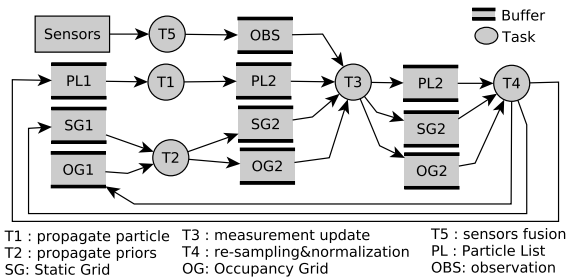 Buffer
Task
Sensors
T5
OBS
PL1
T1
PL2
T3
PL2
T4
SG1
SG2
SG2
T2
OG1
OG2
OG2
T1 : propagate particle
T3 : measurement update
T5 : sensors fusion
T2 : propagate priors
T4 : re-sampling&normalization
PL : Particle List
SG: Static Grid
OG: Occupancy Grid
OBS: observation